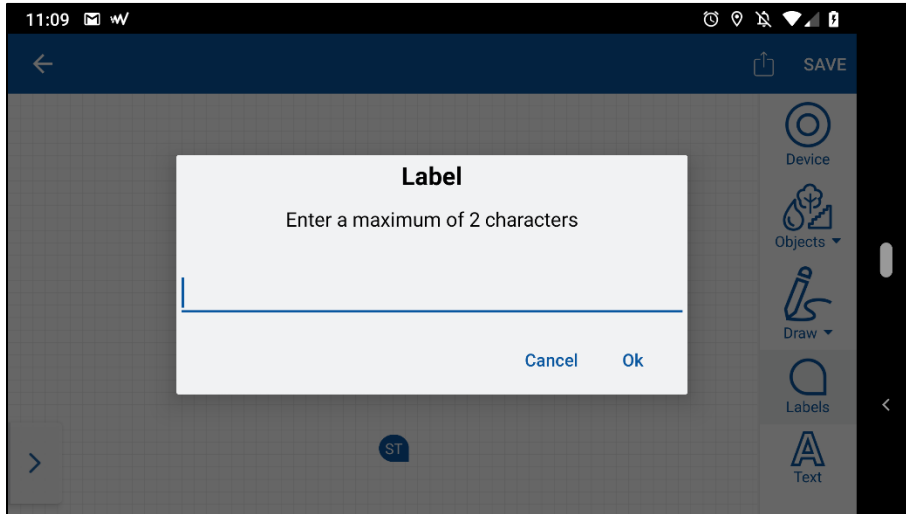 11:09
SAVE
Device
Label
Enter a maximum of 2 characters
Objects
Draw
Cancel Ok
Labels
ST
Text